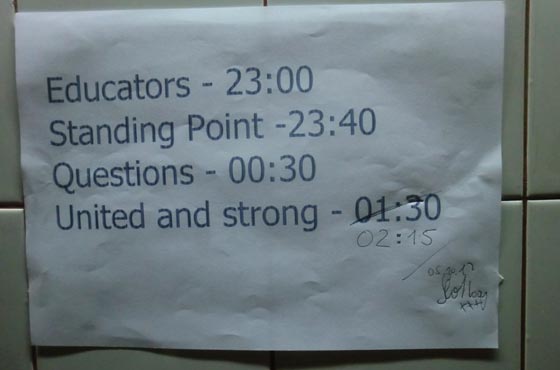 Educators - 23:00
Standing Point -23:40
Questions - 00:30
United and strong - 01:30
02:15